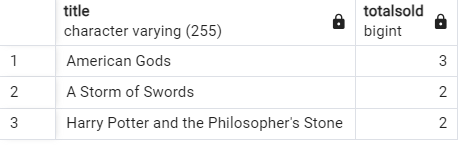 title totalsold
character varying (255) bigint
1 American Gods 3
2 A Storm of Swords 2
3 Harry Potter and the Philosopher's Stone 2